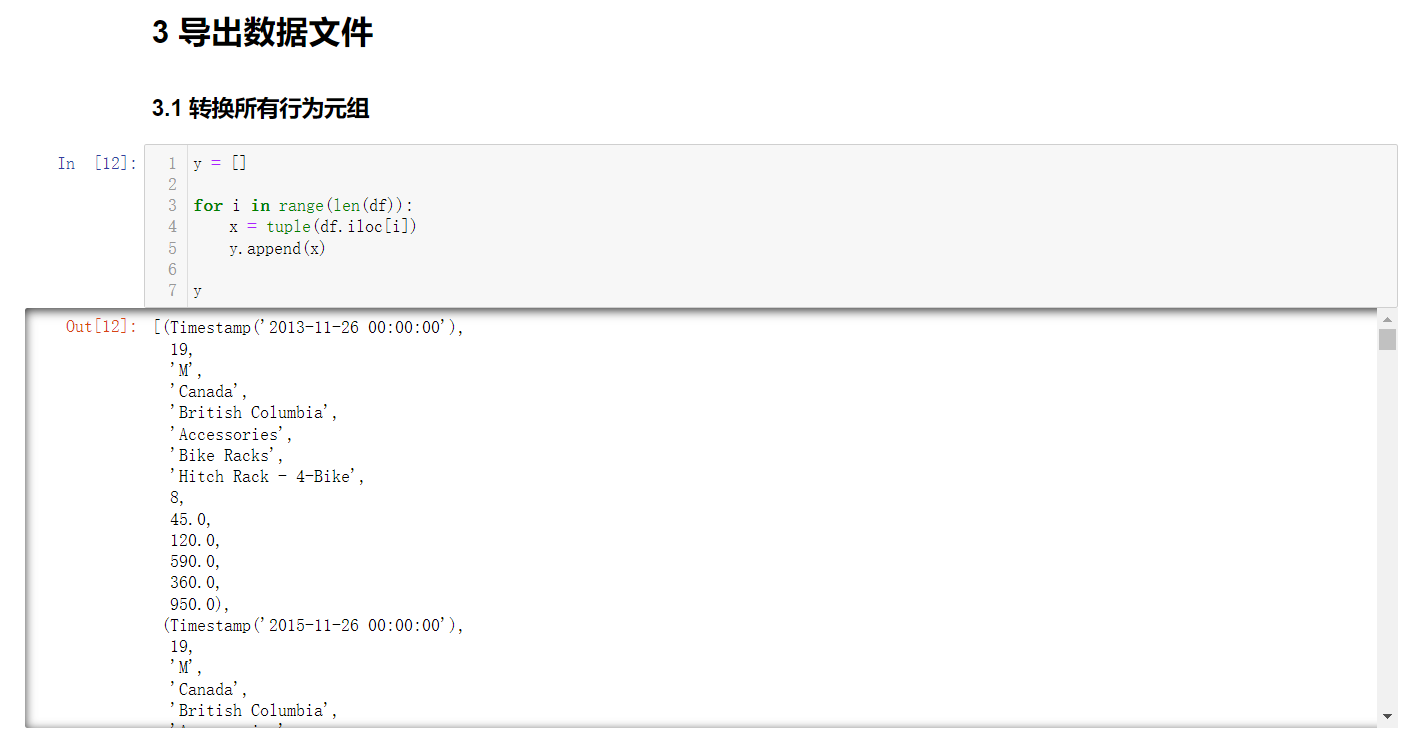 3 导出数据文件
3.1 转换所有行为元组
In [12]:
1 y = []
2
3 for i in range(len(df)):
4     x = tuple(df.iloc[i])
5     y.append(x)
6
7 y
Out[12]: [(Timestamp('2013-11-26 00:00:00'),
19,
'M',
'Canada',
'British Columbia',
'Accessories',
'Bike Racks',
'Hitch Rack - 4-Bike',
8,
45.0,
120.0,
590.0,
360.0,
950.0),
(Timestamp('2015-11-26 00:00:00'),
19,
'M',
'Canada',
'British Columbia',